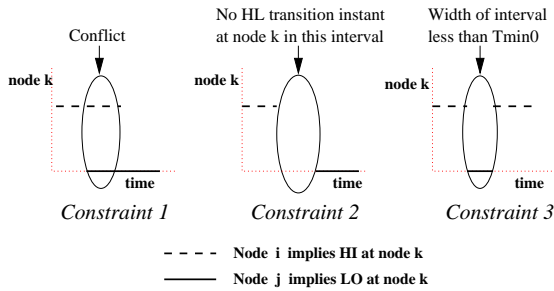 Conflict
No HL transition instant
at node k in this interval
Width of interval
less than Tmin0
node k
node k
node k
time
time
time
Constraint 1
Constraint 2
Constraint 3
Node i implies HI at node k
Node j implies LO at node k